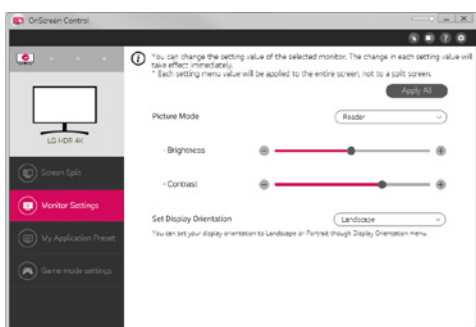 OnScreen Control
You can change the setting value of the selected monitor. The change in each setting value will
take effect immediately.
* Each setting menu value will be applied to the entire screen, not to a split screen.
Apply All
Picture Mode
Reader
- Brightness
- Contrast
Set Display Orientation
Landscape
You can set your display orientation to Landscape or Portrait though Display Orientation menu.
LG HDR 4K
Screen Split
Monitor Settings
My Application Preset
Game mode settings